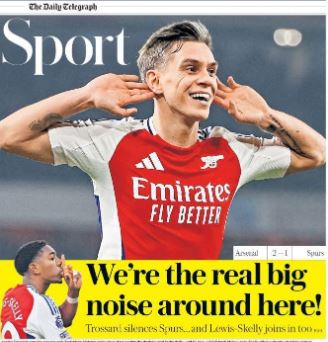 The Daily Telegraph
Sport
Emirates
FLY BETTER
Arsenal 2–1 Spurs
We're the real big
noise around here!
Trossard silences Spurs...and Lewis-Skelly joins in too